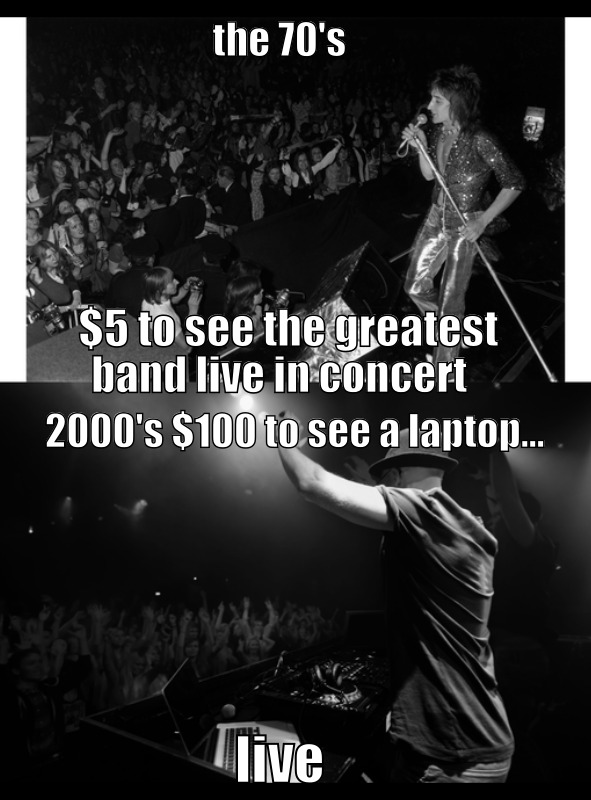 the 70's
$5 to see the greatest
band live in concert
2000's $100 to see a laptop...
live